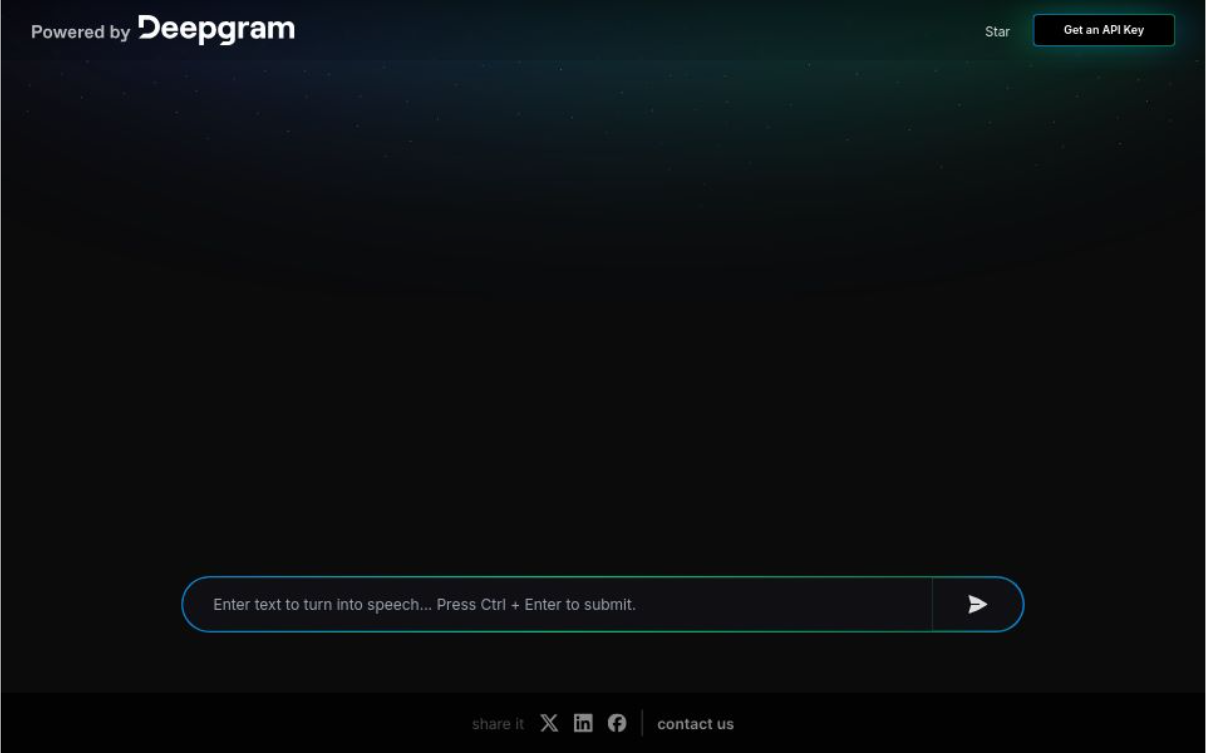 Powered by Deepgram
Star
Get an API Key
Enter text to turn into speech... Press Ctrl + Enter to submit.
share it
contact us